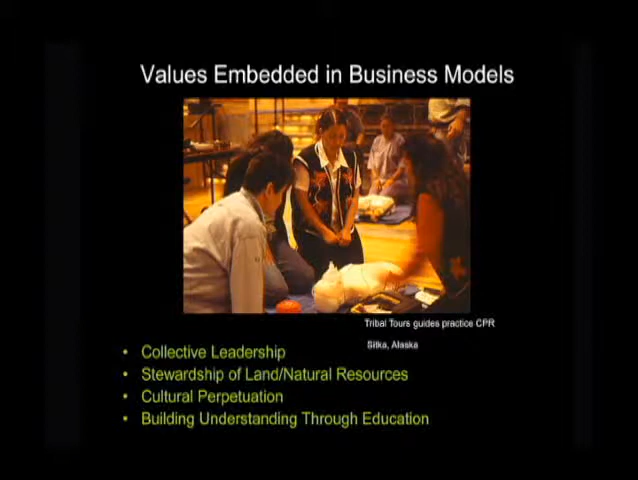 Values Embedded in Business Models
Tribal Tours guides practice CPR
Sitka, Alaska
• Collective Leadership
• Stewardship of Land/Natural Resources
• Cultural Perpetuation
• Building Understanding Through Education